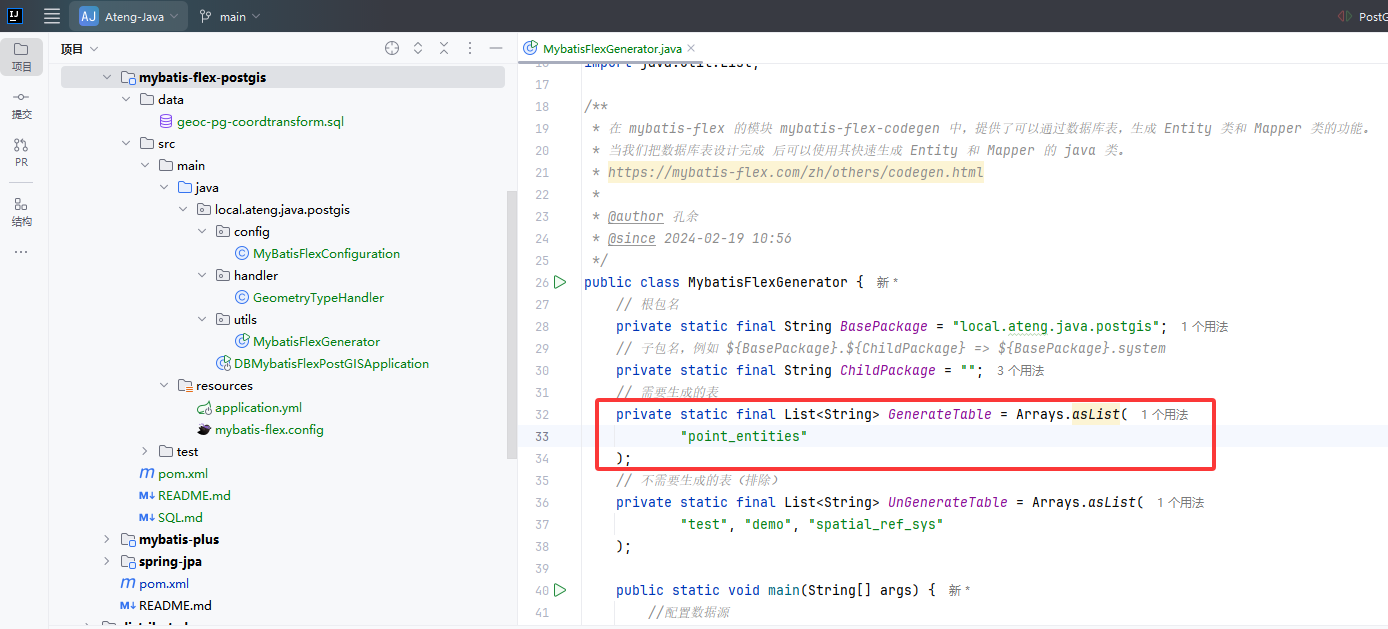 AJ Ateng-Java main PostG
项目
提交
PR
结构
项目
mybatis-flex-postgis
data
geoc-pg-coordtransform.sql
src
main
java
local.ateng.java.postgis
config
MyBatisFlexConfiguration
handler
GeometryTypeHandler
utils
MybatisFlexGenerator
DBMybatisFlexPostGISApplication
resources
application.yml
mybatis-flex.config
test
pom.xml
README.md
SQL.md
mybatis-plus
spring-jpa
pom.xml
README.md
MybatisFlexGenerator.java
16 import java.util.List;
17
18 /**
19 * 在 mybatis-flex 的模块 mybatis-flex-codegen 中，提供了可以通过数据库表，生成 Entity 类和 Mapper 类的功能。
20 * 当我们把数据库表设计完成 后可以使用其快速生成 Entity 和 Mapper 的 java 类。
21 * https://mybatis-flex.com/zh/others/codegen.html
22 *
23 * @author 孔余
24 * @since 2024-02-19 10:56
25 */
26 public class MybatisFlexGenerator { 新 *
27 // 根包名
28 private static final String BasePackage = "local.ateng.java.postgis"; 1 个用法
29 // 子包名，例如 ${BasePackage}.${ChildPackage} => ${BasePackage}.system
30 private static final String ChildPackage = ""; 3 个用法
31 // 需要生成的表
32 private static final List<String> GenerateTable = Arrays.asList( 1 个用法
33 "point_entities"
34 );
35 // 不需要生成的表（排除）
36 private static final List<String> UnGenerateTable = Arrays.asList( 1 个用法
37 "test", "demo", "spatial_ref_sys"
38 );
39
40 public static void main(String[] args) { 新 *
41 //配置数据源